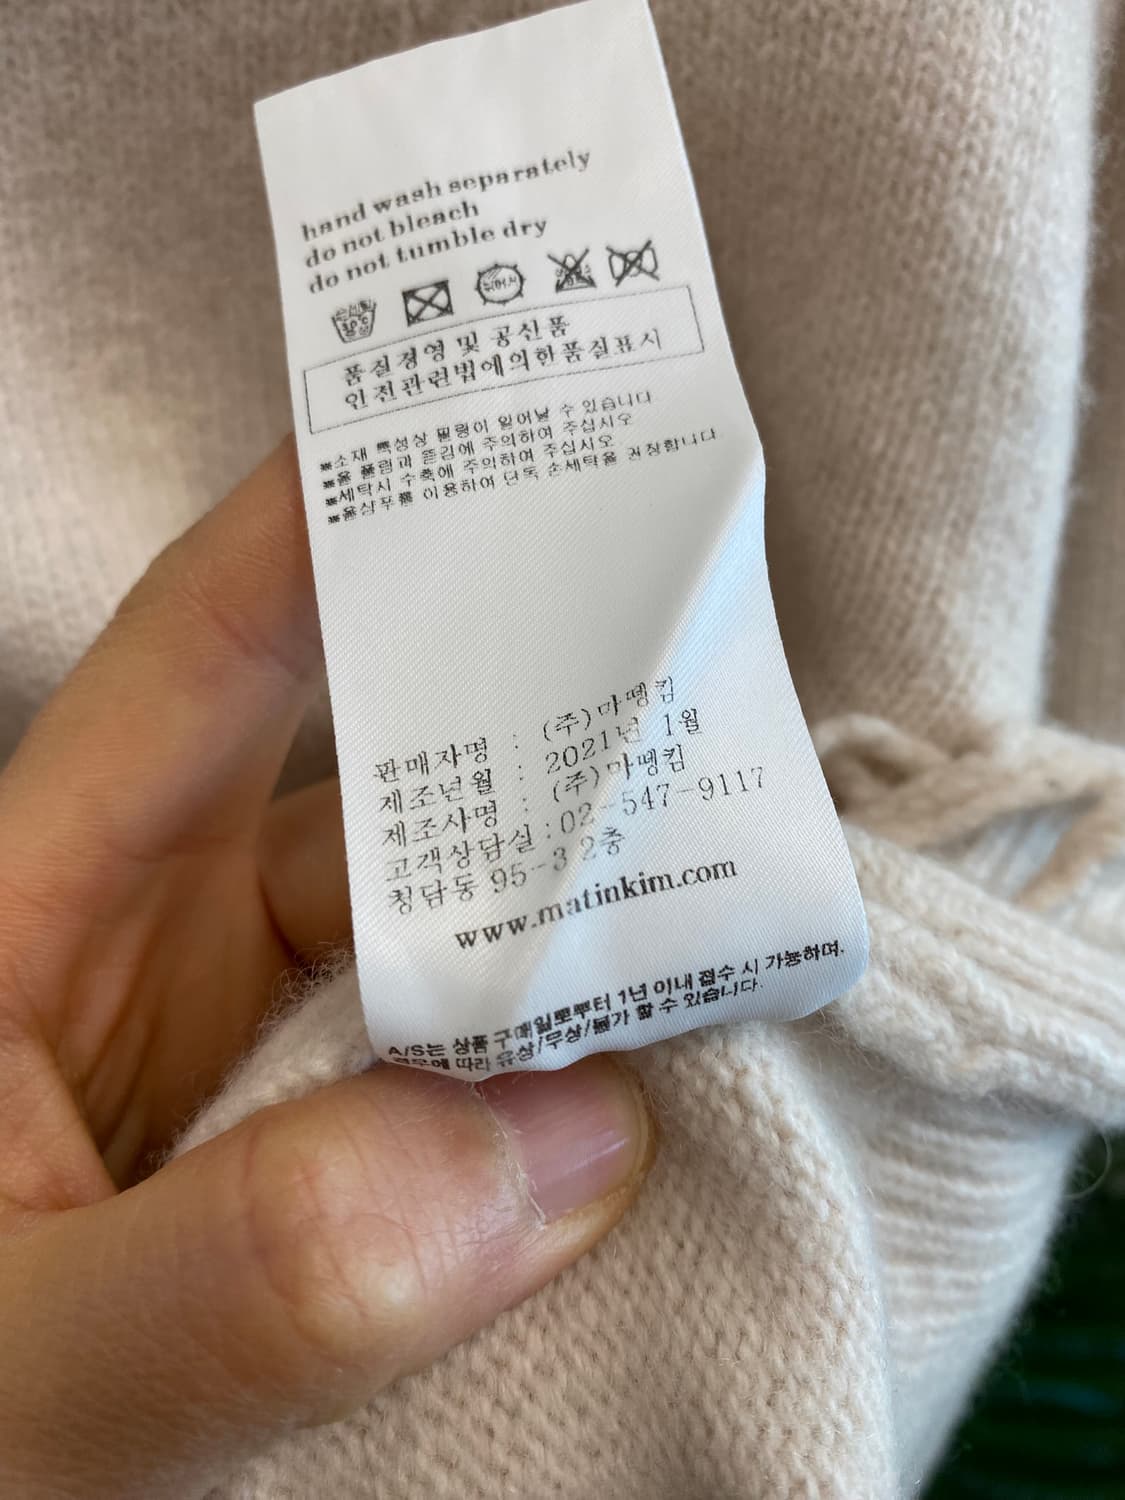 hand wash separately
do not bleach
do not tumble dry
품질경영 및 공산품
안전관련법에의한품질표시
※소재 특성상 필링이 일어날 수 있습니다
※올 풀림과 뜯김에 주의하여 주십시오
※세탁시 수축에 주의하여 주십시오
※울샴푸를 이용하여 단독 손세탁을 권장합니다
판매자명 : (주)마뗑킴
제조년월 : 2021년 1월
제조사명 : (주)마뗑킴
고객상담실 : 02-547-9117
청담동 95-3 2층
www.matinkim.com
A/S는 상품 구매일로부터 1년 이내 접수 시 가능하며,
경우에 따라 유상/무상/불가 할 수 있습니다.